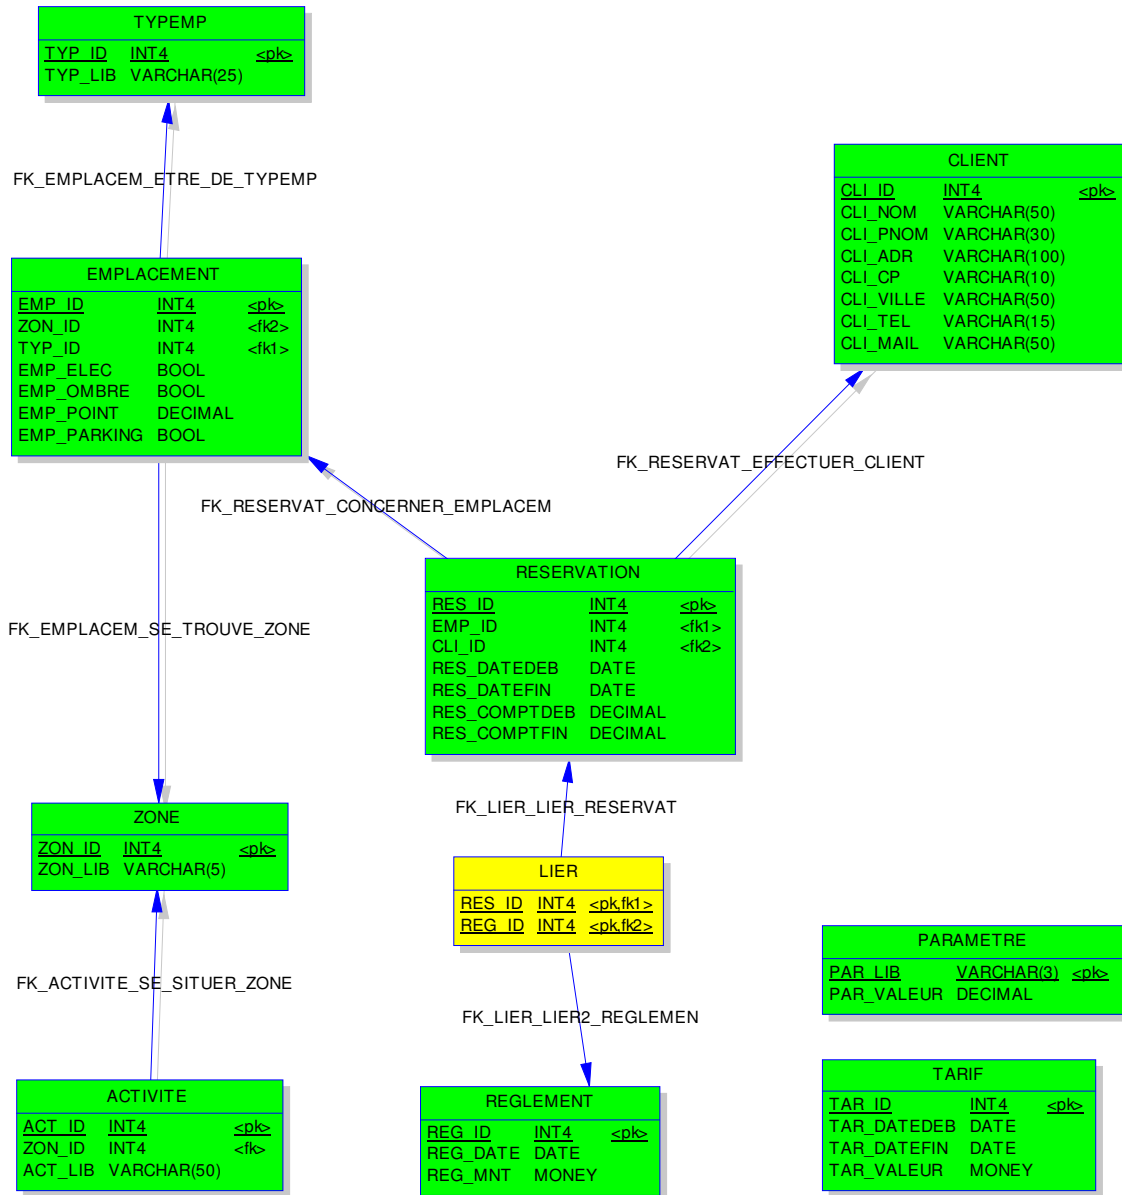 TYPEMP
TYP_ID INT4 <pk>
TYP_LIB VARCHAR(25)
FK_EMPLACEM_ETRE_DE_TYPEMP
CLIENT
CLI_ID INT4 <pk>
CLI_NOM VARCHAR(50)
CLI_PNOM VARCHAR(30)
CLI_ADR VARCHAR(100)
CLI_CP VARCHAR(10)
CLI_VILLE VARCHAR(50)
CLI_TEL VARCHAR(15)
CLI_MAIL VARCHAR(50)
EMPLACEMENT
EMP_ID INT4 <pk>
ZON_ID INT4 <fk2>
TYP_ID INT4 <fk1>
EMP_ELEC BOOL
EMP_OMBRE BOOL
EMP_POINT DECIMAL
EMP_PARKING BOOL
FK_RESERVAT_EFFECTUER_CLIENT
FK_RESERVAT_CONCERNER_EMPLACEM
RESERVATION
RES_ID INT4 <pk>
EMP_ID INT4 <fk1>
CLI_ID INT4 <fk2>
RES_DATEDEB DATE
RES_DATEFIN DATE
RES_COMPTDEB DECIMAL
RES_COMPTFIN DECIMAL
FK_EMPLACEM_SE_TROUVE_ZONE
FK_LIER_LIER_RESERVAT
ZONE
ZON_ID INT4 <pk>
ZON_LIB VARCHAR(5)
LIER
RES_ID INT4 <pk,fk1>
REG_ID INT4 <pk,fk2>
PARAMETRE
PAR_LIB VARCHAR(3) <pk>
PAR_VALEUR DECIMAL
FK_ACTIVITE_SE_SITUER_ZONE
FK_LIER_LIER2_REGLEMEN
ACTIVITE
ACT_ID INT4 <pk>
ZON_ID INT4 <fk>
ACT_LIB VARCHAR(50)
REGLEMENT
REG_ID INT4 <pk>
REG_DATE DATE
REG_MNT MONEY
TARIF
TAR_ID INT4 <pk>
TAR_DATEDEB DATE
TAR_DATEFIN DATE
TAR_VALEUR MONEY